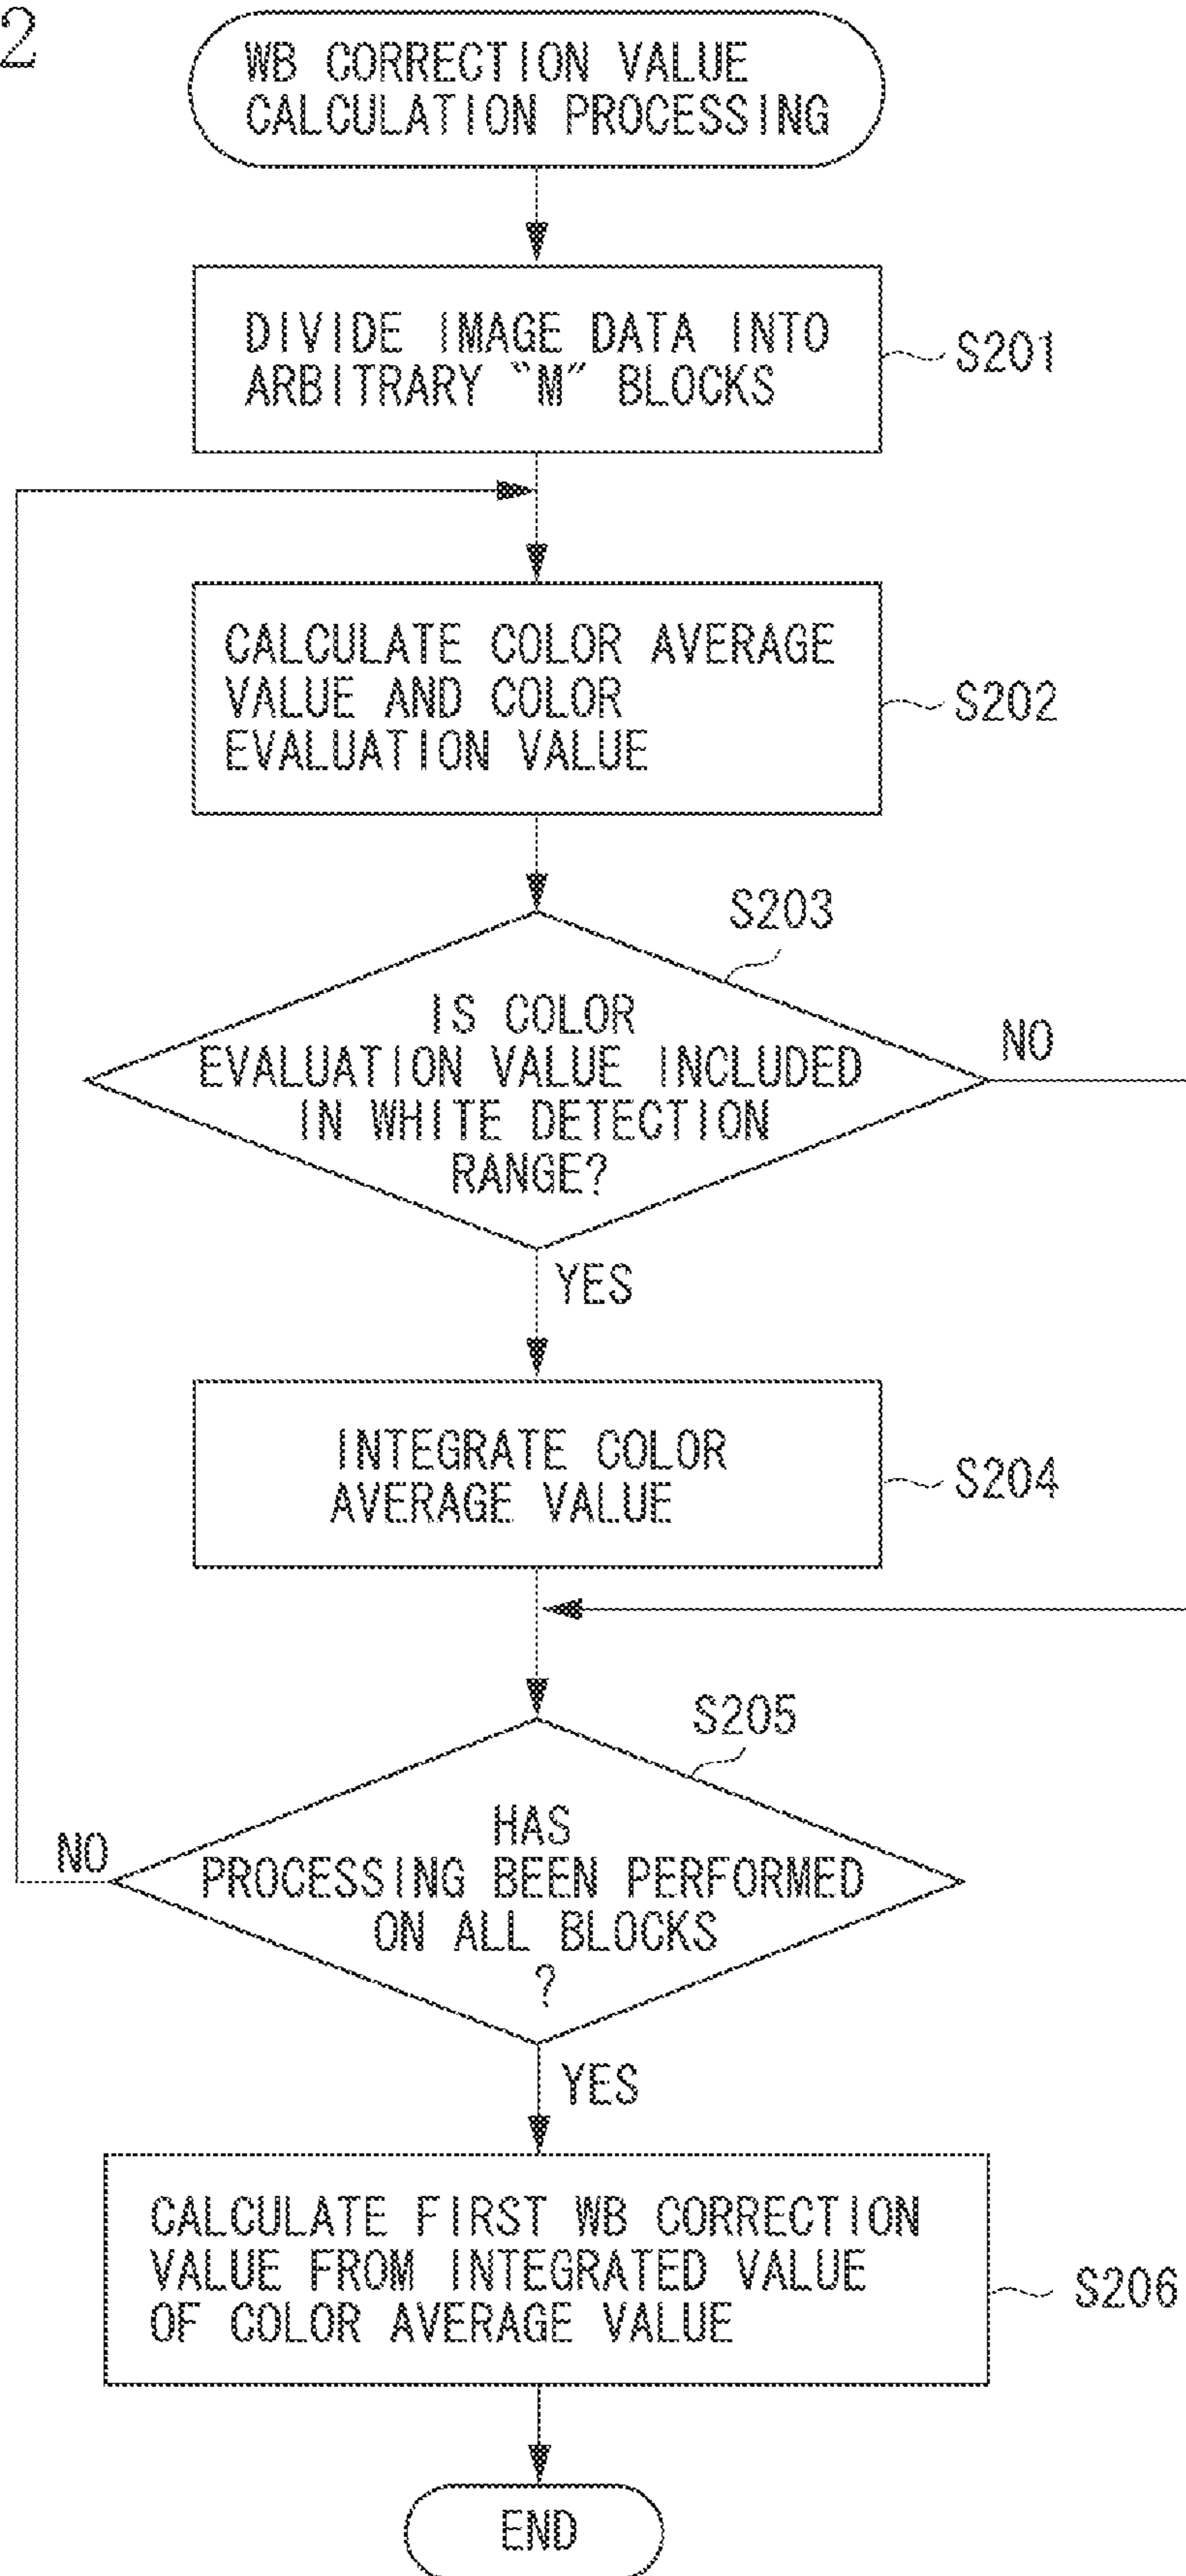 2
WB CORRECTION VALUE
CALCULATION PROCESSING
DIVIDE IMAGE DATA INTO
ARBITRARY “M” BLOCKS
S201
CALCULATE COLOR AVERAGE
VALUE AND COLOR
EVALUATION VALUE
S202
S203
IS COLOR
EVALUATION VALUE INCLUDED
IN WHITE DETECTION
RANGE?
NO
YES
INTEGRATE COLOR
AVERAGE VALUE
S204
S205
HAS
PROCESSING BEEN PERFORMED
ON ALL BLOCKS
?
NO
YES
CALCULATE FIRST WB CORRECTION
VALUE FROM INTEGRATED VALUE
OF COLOR AVERAGE VALUE
S206
END